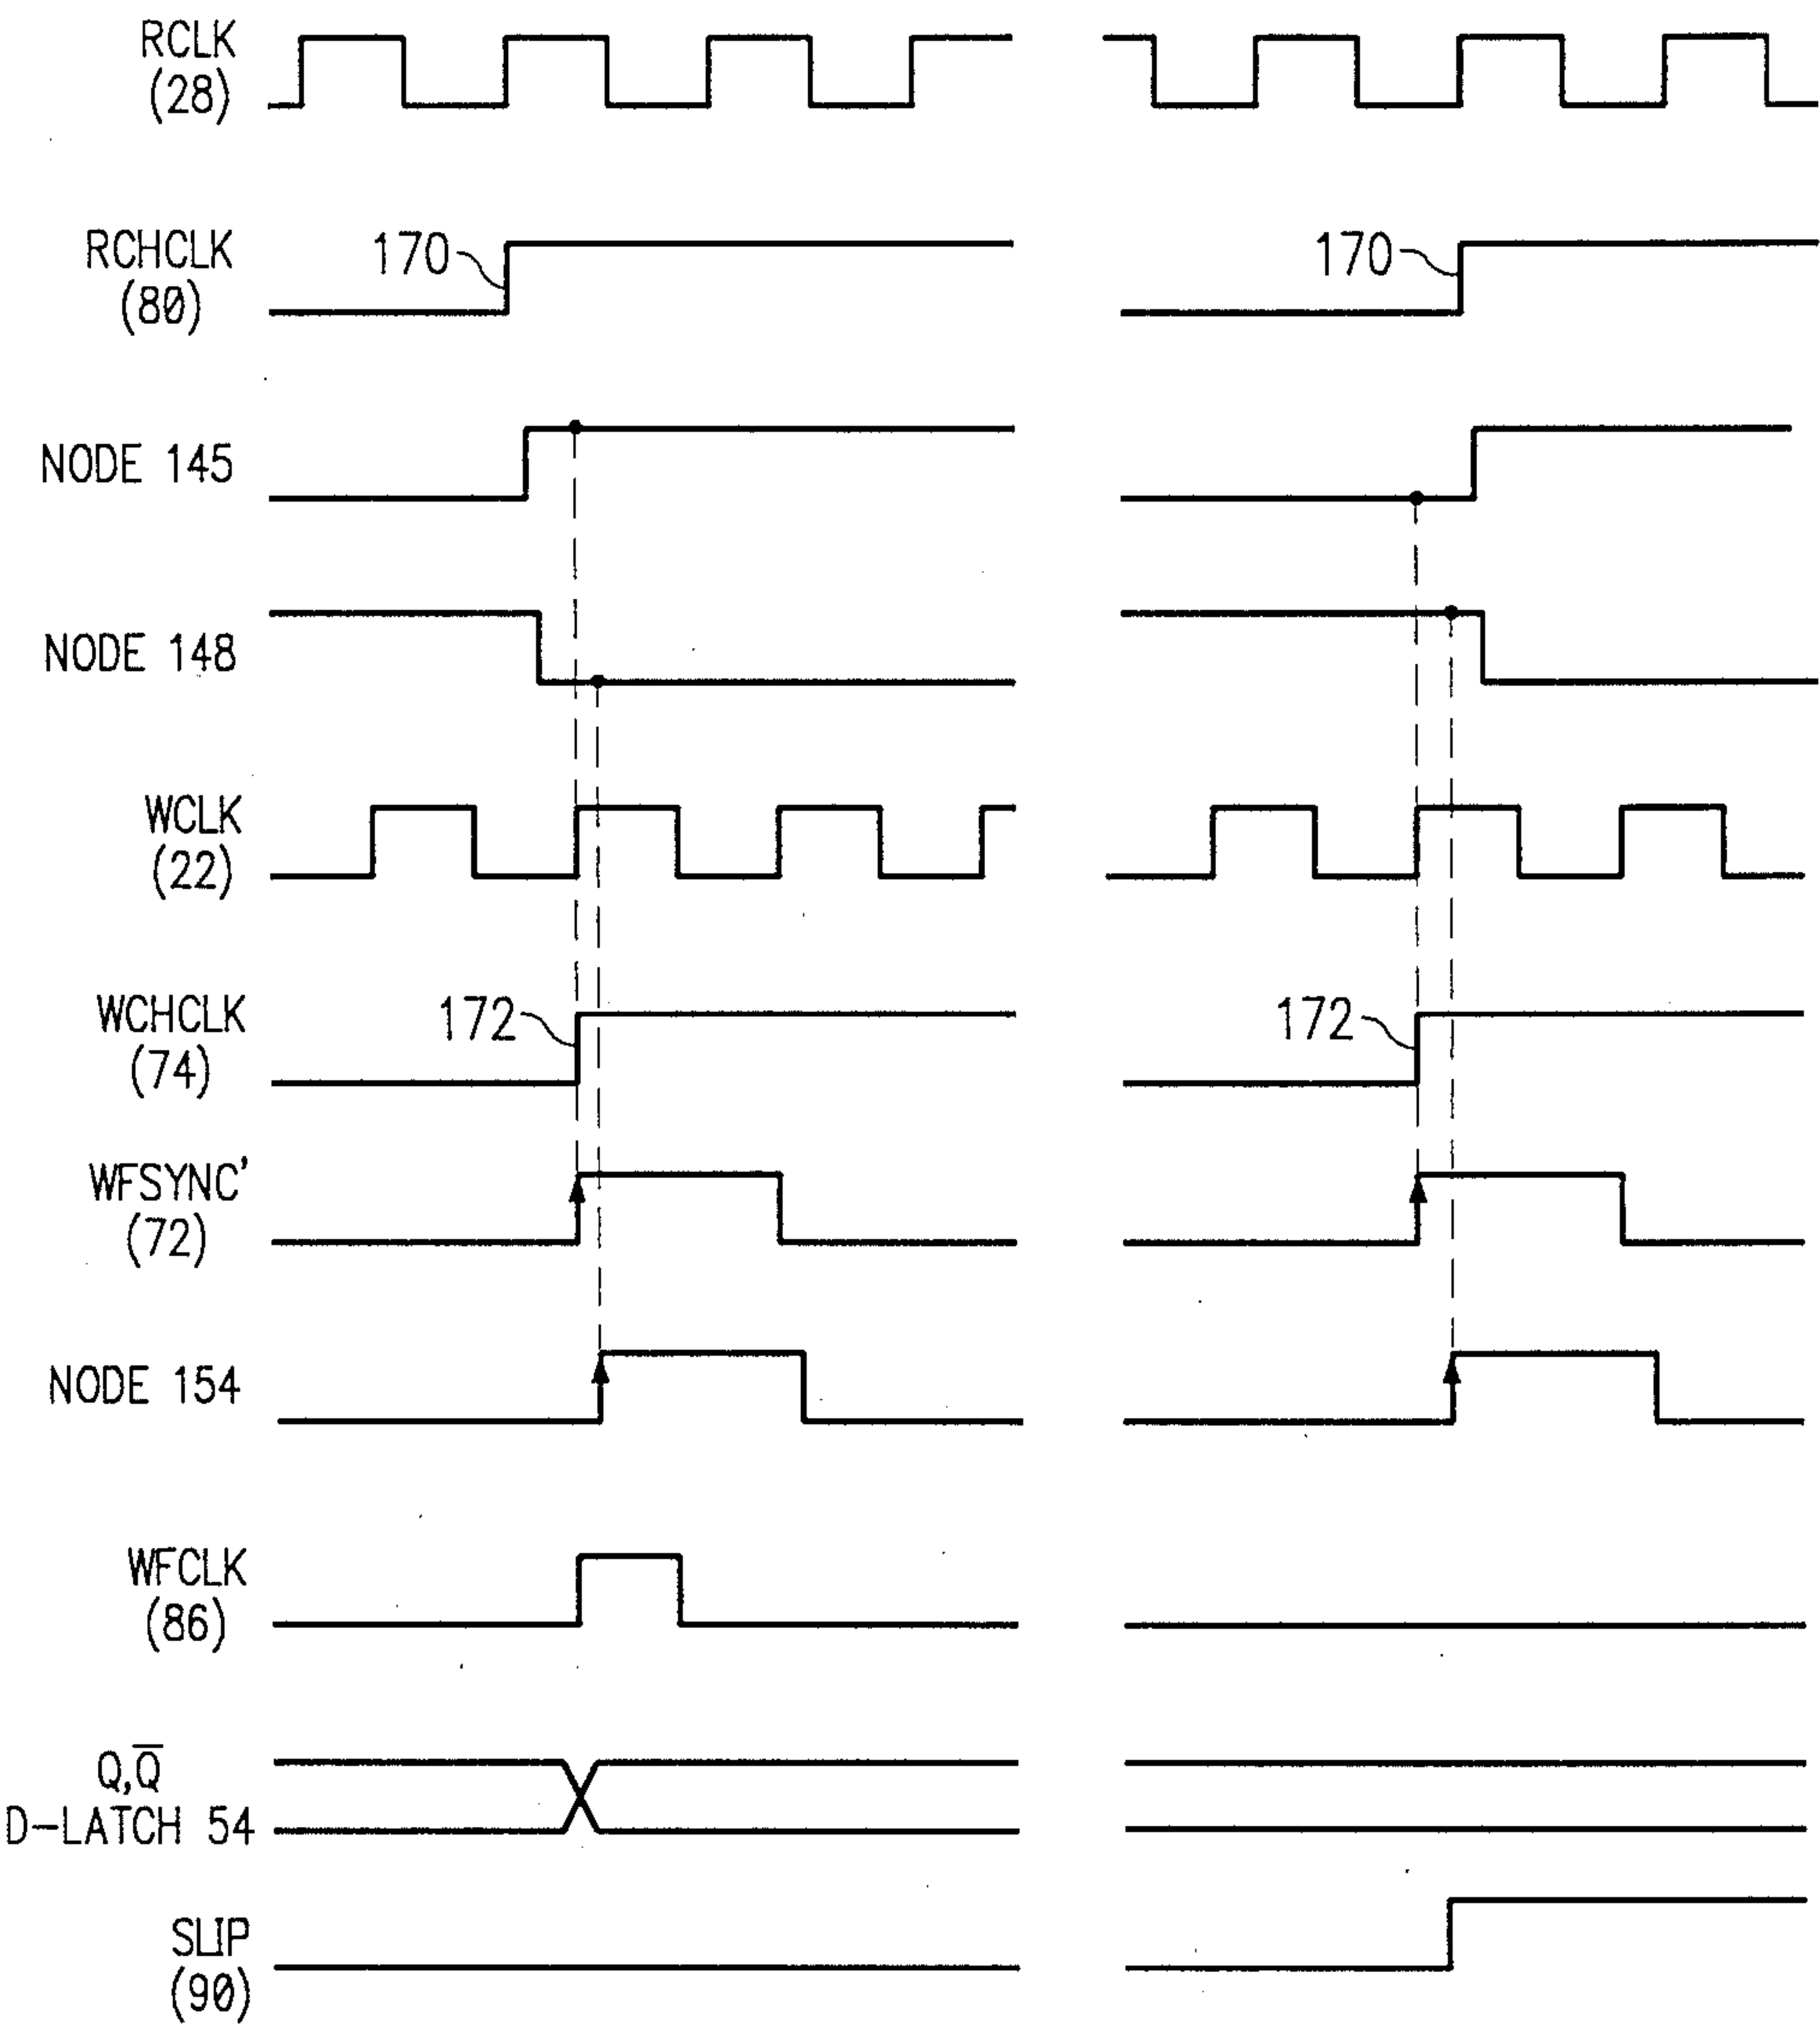 RCLK
(28)
RCHCLK
(80)
170
170
NODE 145
NODE 148
WCLK
(22)
WCHCLK
(74)
172
172
WFSYNC'
(72)
NODE 154
WFCLK
(86)
Q,Q̅
D-LATCH 54
SLIP
(90)